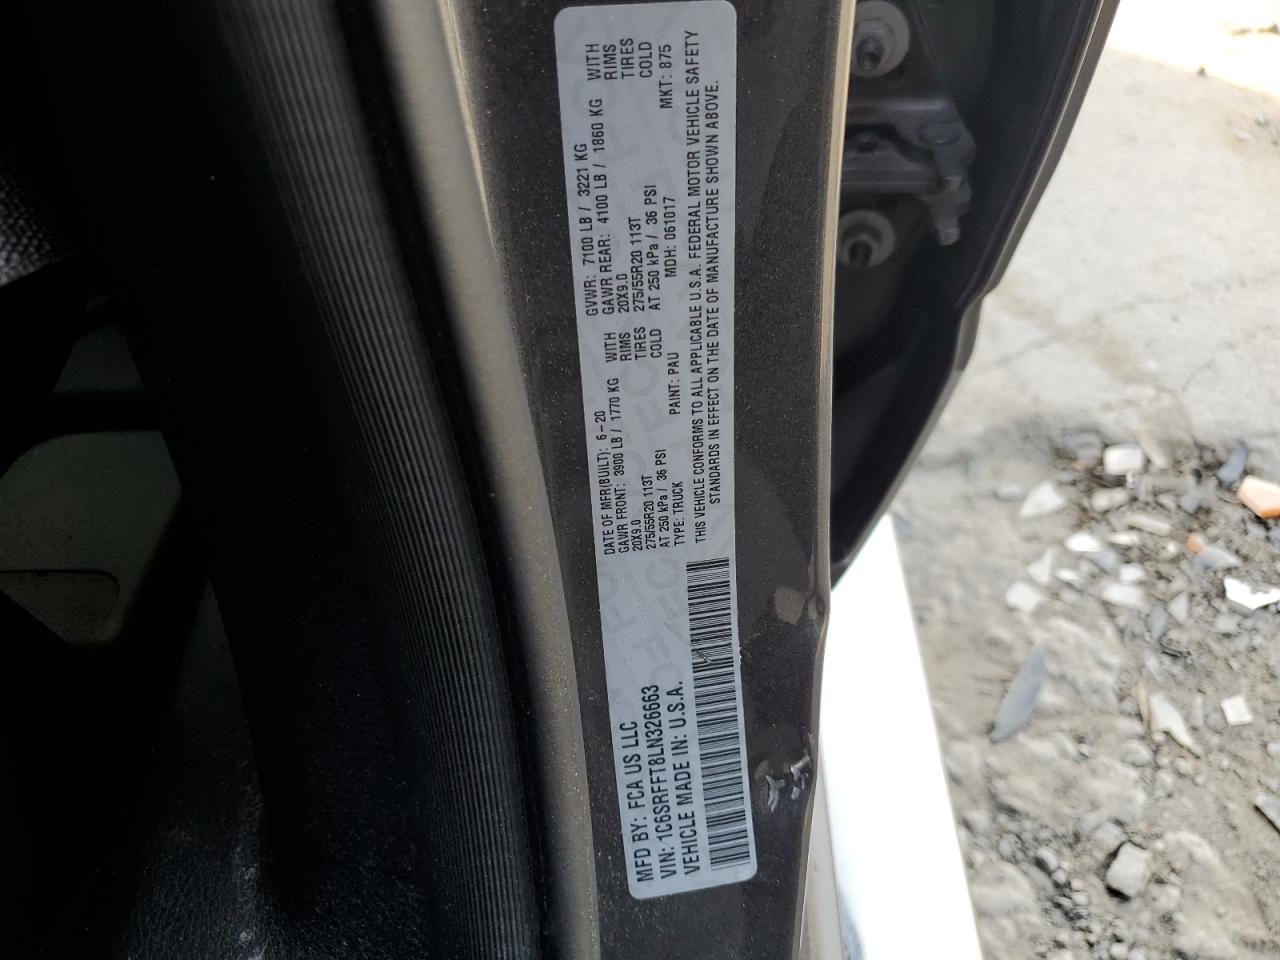 MFD BY: FCA US LLC
VIN: 1C6SRFFT8LN326663
VEHICLE MADE IN: U.S.A.
DATE OF MFR(BUILT): 6-20
GAWR FRONT: 3900 LB / 1770 KG WITH
20X9.0 RIMS
275/55R20 113T TIRES
AT 250 kPa / 36 PSI COLD
TYPE: TRUCK PAINT: PAU
GVWR: 7100 LB / 3221 KG
GAWR REAR: 4100 LB / 1860 KG WITH
20X9.0 RIMS
275/55R20 113T TIRES
AT 250 kPa / 36 PSI COLD
MDH: 061017 MKT: 875
THIS VEHICLE CONFORMS TO ALL APPLICABLE U.S.A. FEDERAL MOTOR VEHICLE SAFETY
STANDARDS IN EFFECT ON THE DATE OF MANUFACTURE SHOWN ABOVE.